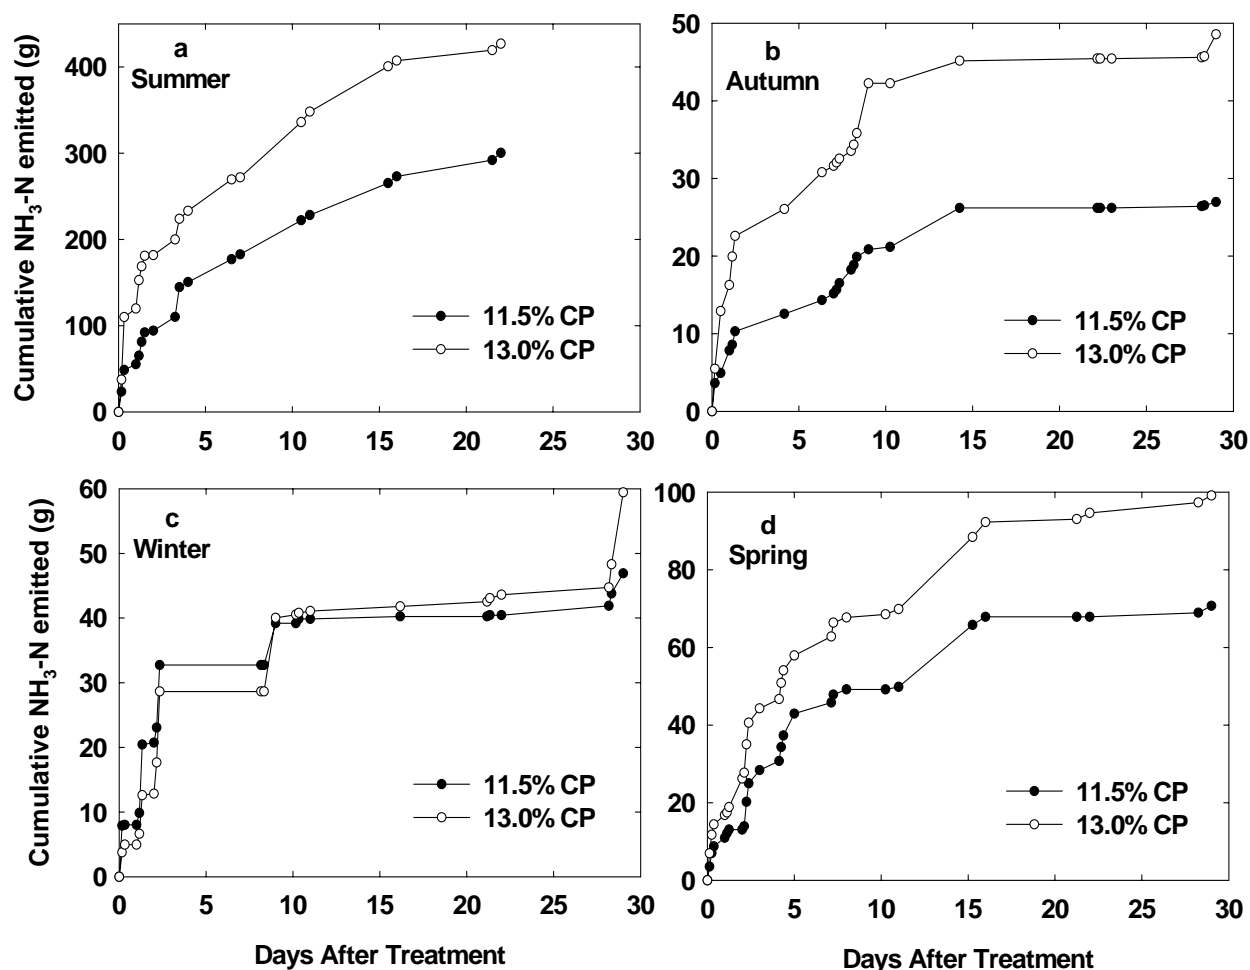 a
Summer
Cumulative NH3-N emitted (g)
400
300
200
100
0
11.5% CP
13.0% CP
0 5 10 15 20 25 30
b
Autumn
50
40
30
20
10
0
11.5% CP
13.0% CP
0 5 10 15 20 25 30
c
Winter
Cumulative NH3-N emitted (g)
60
50
40
30
20
10
0
11.5% CP
13.0% CP
0 5 10 15 20 25 30
Days After Treatment
d
Spring
100
80
60
40
20
0
11.5% CP
13.0% CP
0 5 10 15 20 25 30
Days After Treatment